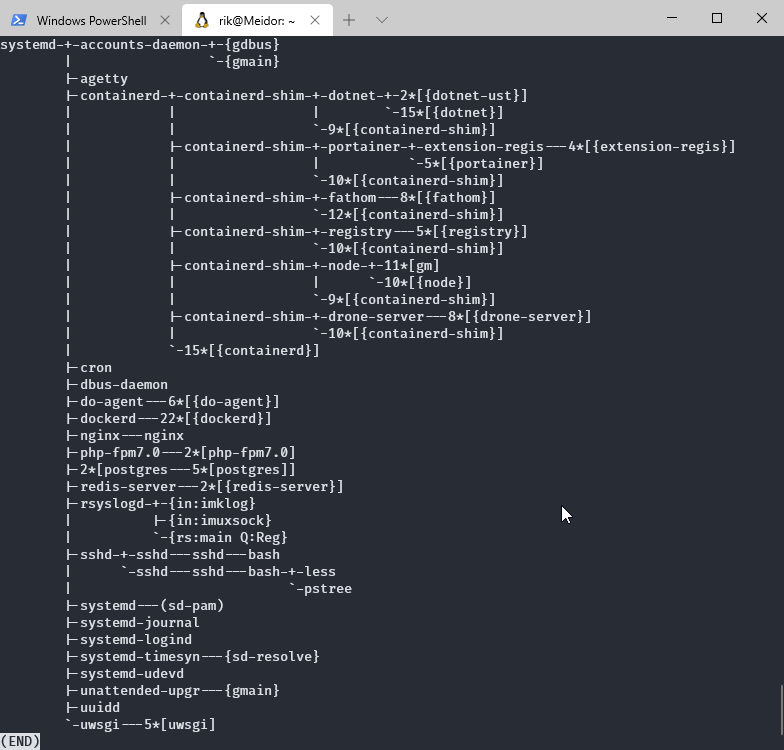 Windows PowerShell
rik@Meidor: ~
systemd-+-accounts-daemon-+-{gdbus}
        |                 `-{gmain}
        |-agetty
        |-containerd-+-containerd-shim-+-dotnet-+-2*[{dotnet-ust}]
        |            |                 |        `-15*[{dotnet}]
        |            |                 `-9*[{containerd-shim}]
        |            |-containerd-shim-+-portainer-+-extension-regis---4*[{extension-regis}]
        |            |                 |           `-5*[{portainer}]
        |            |                 `-10*[{containerd-shim}]
        |            |-containerd-shim-+-fathom---8*[{fathom}]
        |            |                 `-12*[{containerd-shim}]
        |            |-containerd-shim-+-registry---5*[{registry}]
        |            |                 `-10*[{containerd-shim}]
        |            |-containerd-shim-+-node-+-11*[gm]
        |            |                 |      `-10*[{node}]
        |            |                 `-9*[{containerd-shim}]
        |            |-containerd-shim-+-drone-server---8*[{drone-server}]
        |            |                 `-10*[{containerd-shim}]
        |            `-15*[{containerd}]
        |-cron
        |-dbus-daemon
        |-do-agent---6*[{do-agent}]
        |-dockerd---22*[{dockerd}]
        |-nginx---nginx
        |-php-fpm7.0---2*[php-fpm7.0]
        |-2*[postgres---5*[postgres]]
        |-redis-server---2*[{redis-server}]
        |-rsyslogd-+-{in:imklog}
        |          |-{in:imuxsock}
        |          `-{rs:main Q:Reg}
        |-sshd-+-sshd---sshd---bash
        |      `-sshd---sshd---bash-+-less
        |                           `-pstree
        |-systemd---(sd-pam)
        |-systemd-journal
        |-systemd-logind
        |-systemd-timesyn---{sd-resolve}
        |-systemd-udevd
        |-unattended-upgr---{gmain}
        |-uuidd
        `-uwsgi---5*[uwsgi]
(END)